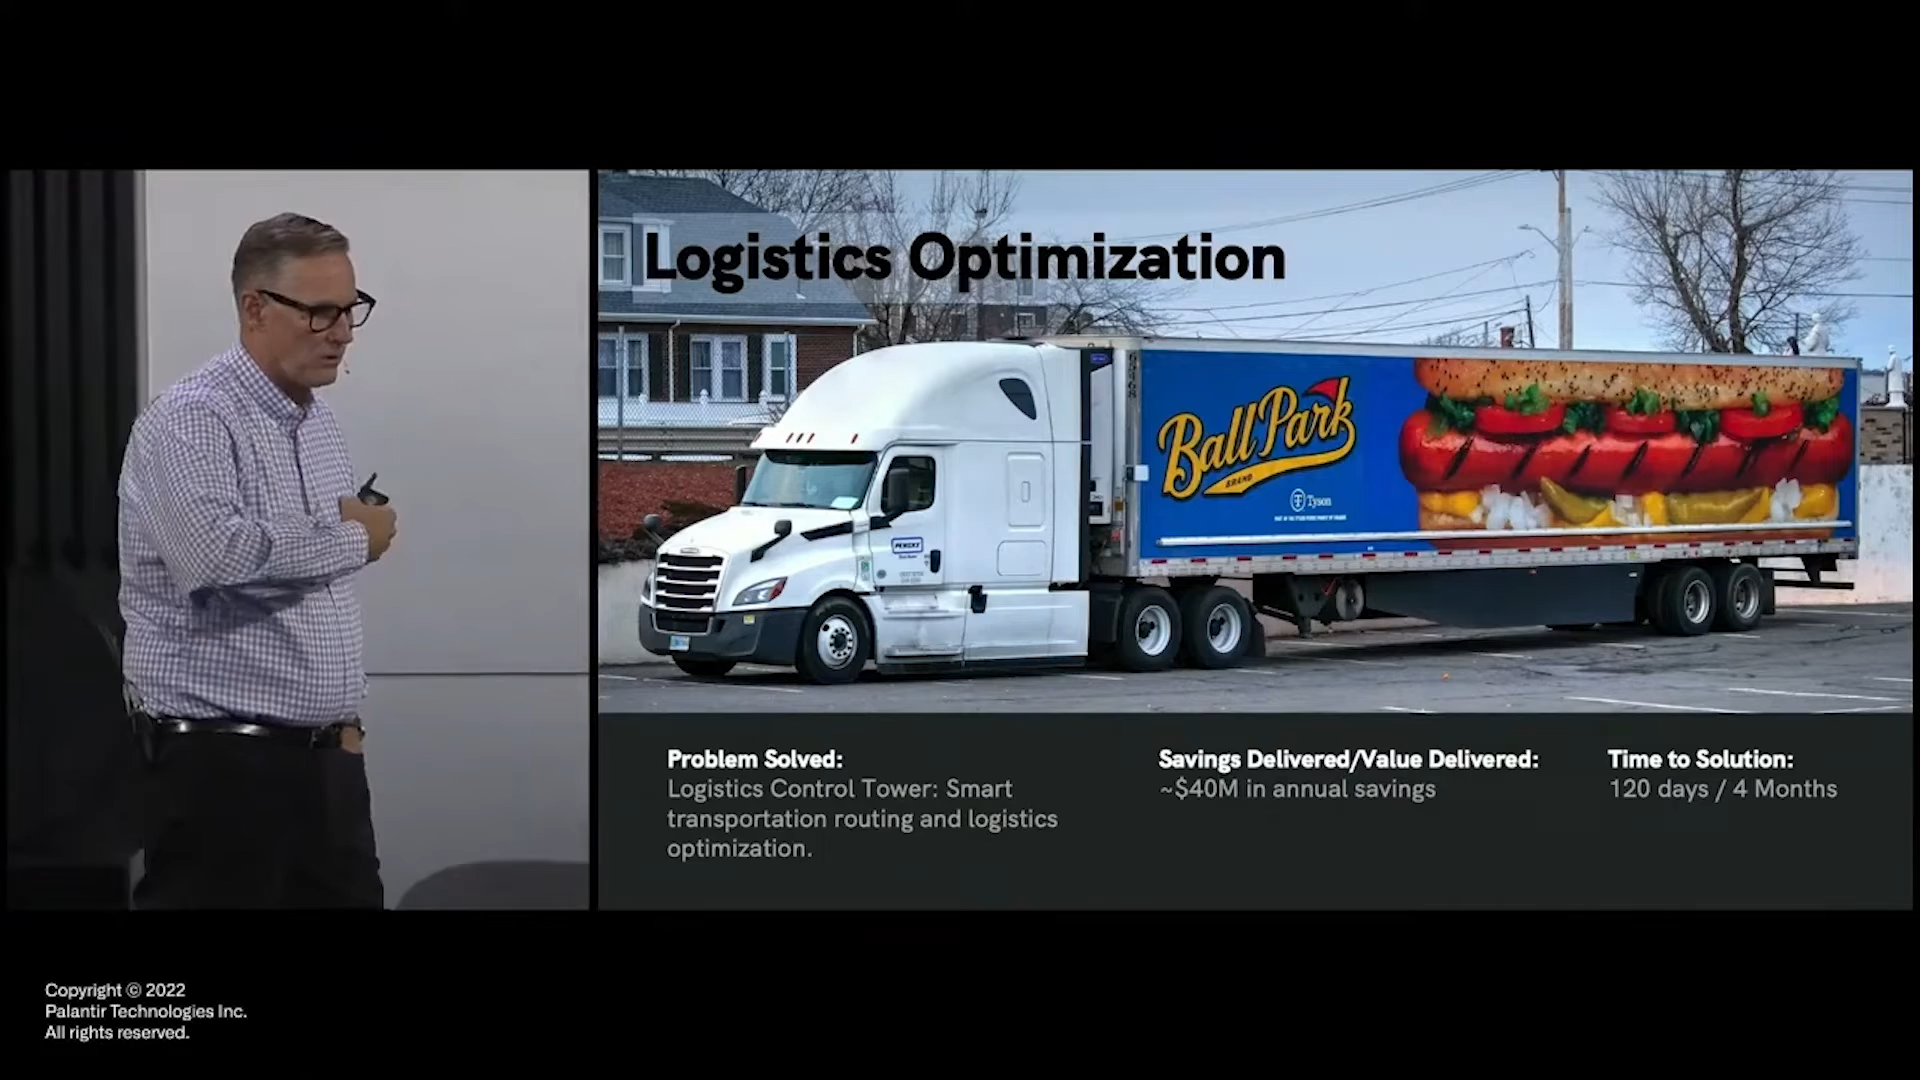 Logistics Optimization
Ball Park
BRAND
Tyson
PENSKE
Problem Solved:
Logistics Control Tower: Smart
transportation routing and logistics
optimization.
Savings Delivered/Value Delivered:
~$40M in annual savings
Time to Solution:
120 days / 4 Months
Copyright © 2022
Palantir Technologies Inc.
All rights reserved.